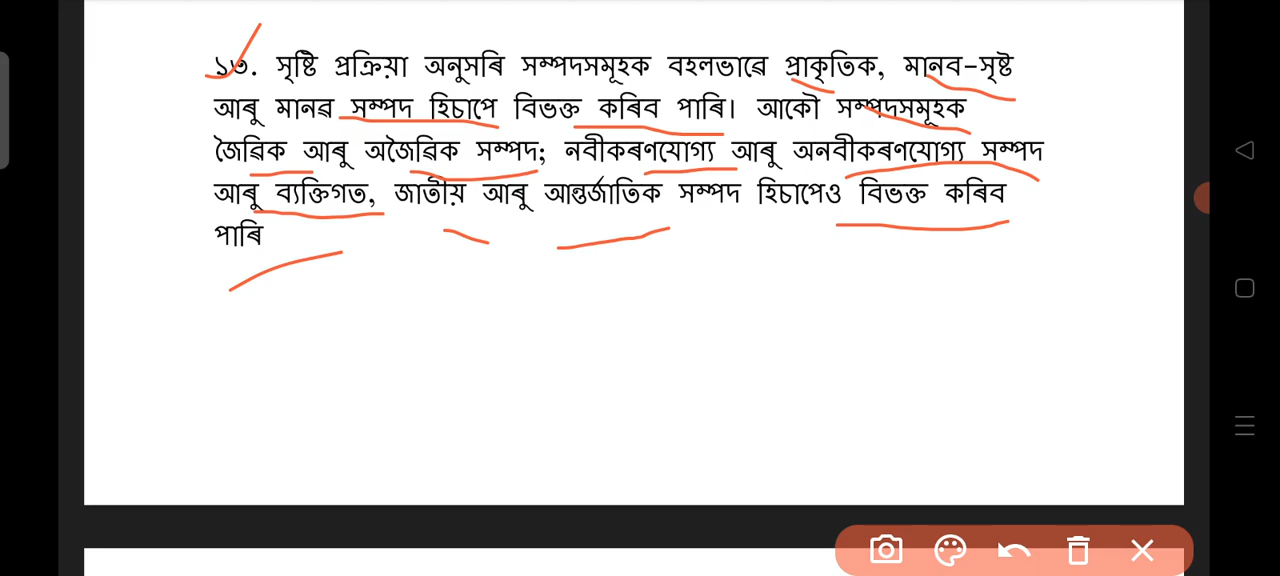 ১৩. সৃষ্টি প্ৰক্ৰিয়া অনুসৰি সম্পদসমূহক বহলভাৱে প্ৰাকৃতিক, মানব-সৃষ্ট
আৰু মানৱ সম্পদ হিচাপে বিভক্ত কৰিব পাৰি। আকৌ সম্পদসমূহক
জৈৱিক আৰু অজৈৱিক সম্পদ; নবীকৰণযোগ্য আৰু অনবীকৰণযোগ্য সম্পদ
আৰু ব্যক্তিগত, জাতীয় আৰু আন্তৰ্জাতিক সম্পদ হিচাপেও বিভক্ত কৰিব
পাৰি